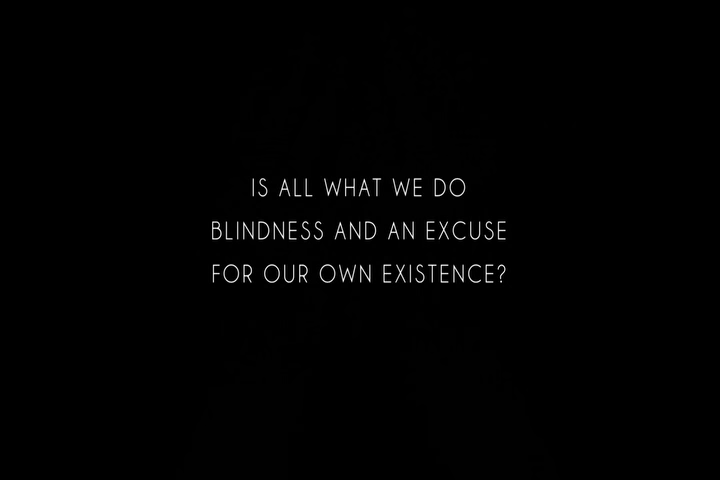 IS ALL WHAT WE DO
BLINDNESS AND AN EXCUSE
FOR OUR OWN EXISTENCE?